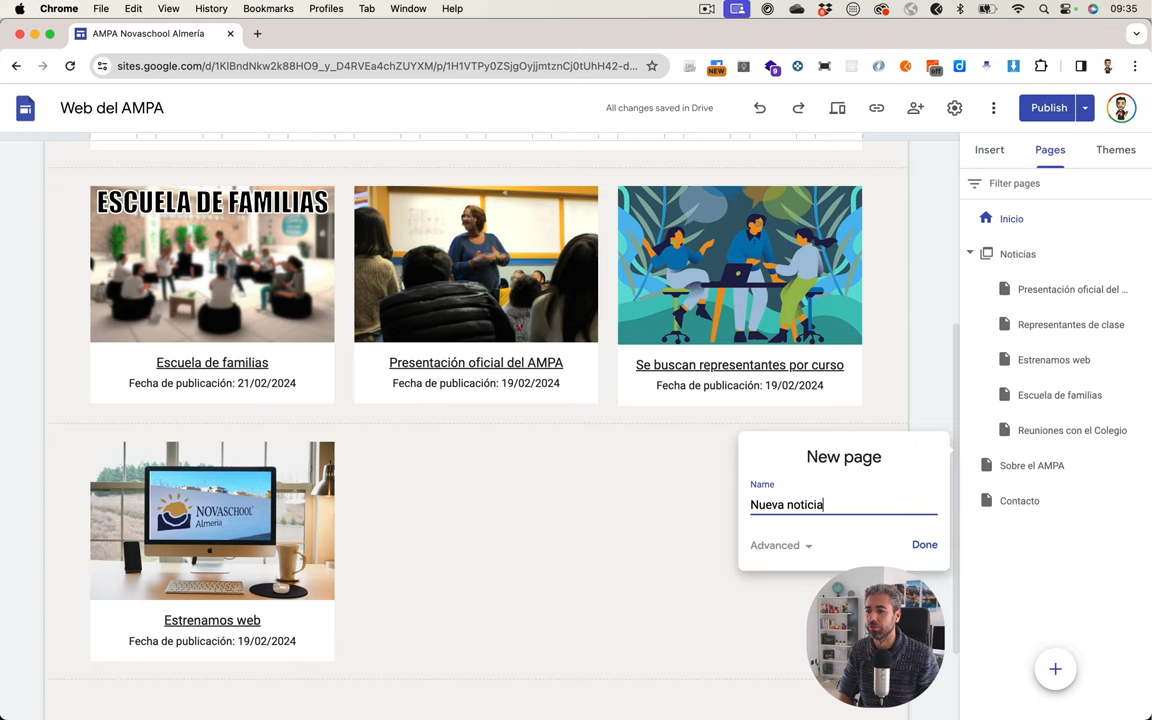 Chrome File Edit View History Bookmarks Profiles Tab Window Help 09:35
AMPA Novaschool Almería
sites.google.com/d/1KlBndNkw2k88HO9_y_D4RVEa4chZUYXM/p/1H1VTPy0ZSjgOyjjmtznCj0tUhH42-d...
NEW
9
off
Web del AMPA
All changes saved in Drive
Publish
Insert Pages Themes
Filter pages
Inicio
Noticias
Presentación oficial del ...
Representantes de clase
Estrenamos web
Escuela de familias
Reuniones con el Colegio
Sobre el AMPA
Contacto
ESCUELA DE FAMILIAS
Escuela de familias
Fecha de publicación: 21/02/2024
Presentación oficial del AMPA
Fecha de publicación: 19/02/2024
Se buscan representantes por curso
Fecha de publicación: 19/02/2024
NOVASCHOOL
Almería
Estrenamos web
Fecha de publicación: 19/02/2024
New page
Name
Nueva noticia
Advanced
Done